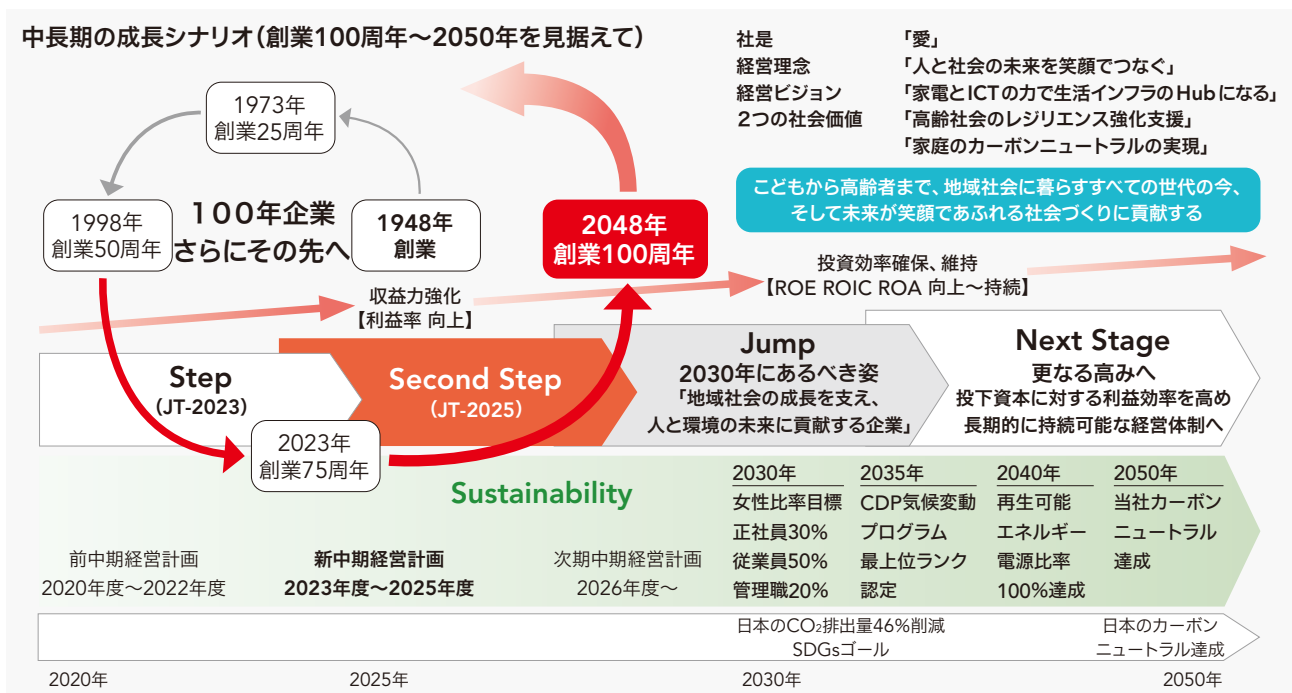 中長期の成長シナリオ（創業100周年〜2050年を見据えて）
社是 「愛」
経営理念 「人と社会の未来を笑顔でつなぐ」
経営ビジョン 「家電とICTの力で生活インフラのHubになる」
2つの社会価値 「高齢社会のレジリエンス強化支援」
「家庭のカーボンニュートラルの実現」
こどもから高齢者まで、地域社会に暮らすすべての世代の今、
そして未来が笑顔であふれる社会づくりに貢献する
1973年
創業25周年
1998年
創業50周年
100年企業
さらにその先へ
1948年
創業
2048年
創業100周年
収益力強化
【利益率 向上】
投資効率確保、維持
【ROE ROIC ROA 向上〜持続】
Step
(JT-2023)
Second Step
(JT-2025)
Jump
2030年にあるべき姿
「地域社会の成長を支え、
人と環境の未来に貢献する企業」
Next Stage
更なる高みへ
投下資本に対する利益効率を高め
長期的に持続可能な経営体制へ
2023年
創業75周年
Sustainability
前中期経営計画
2020年度〜2022年度
新中期経営計画
2023年度〜2025年度
次期中期経営計画
2026年度〜
2030年
女性比率目標
正社員30%
従業員50%
管理職20%
2035年
CDP気候変動
プログラム
最上位ランク
認定
2040年
再生可能
エネルギー
電源比率
100%達成
2050年
当社カーボン
ニュートラル
達成
日本のCO₂排出量46%削減
SDGsゴール
日本のカーボン
ニュートラル達成
2020年 2025年 2030年 2050年